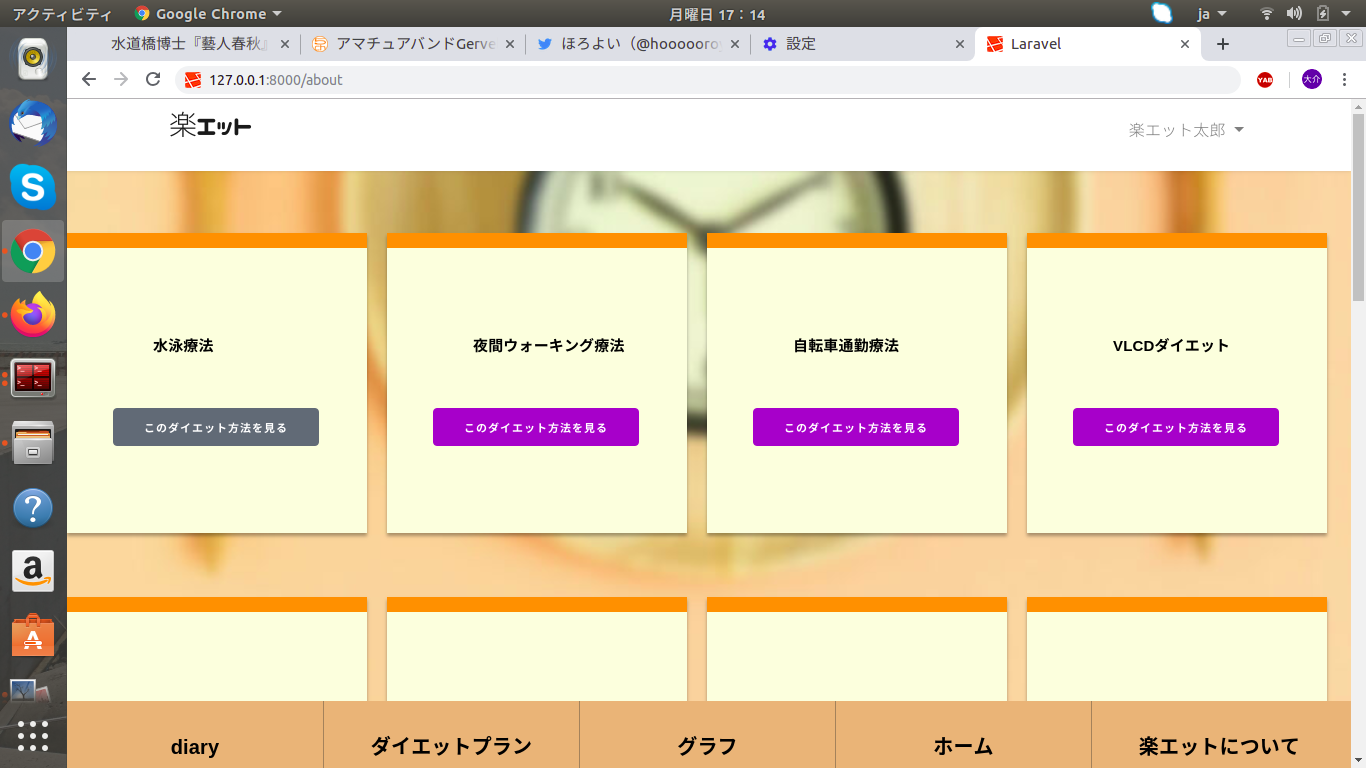 アクティビティ Google Chrome 月曜日 17：14 ja
水道橋博士『藝人春秋』 アマチュアバンドGerve ほろよい（@hoooooroy 設定 Laravel
127.0.0.1:8000/about YAB 大介
楽エット 楽エット太郎
水泳療法 夜間ウォーキング療法 自転車通勤療法 VLCDダイエット
このダイエット方法を見る このダイエット方法を見る このダイエット方法を見る このダイエット方法を見る
diary ダイエットプラン グラフ ホーム 楽エットについて